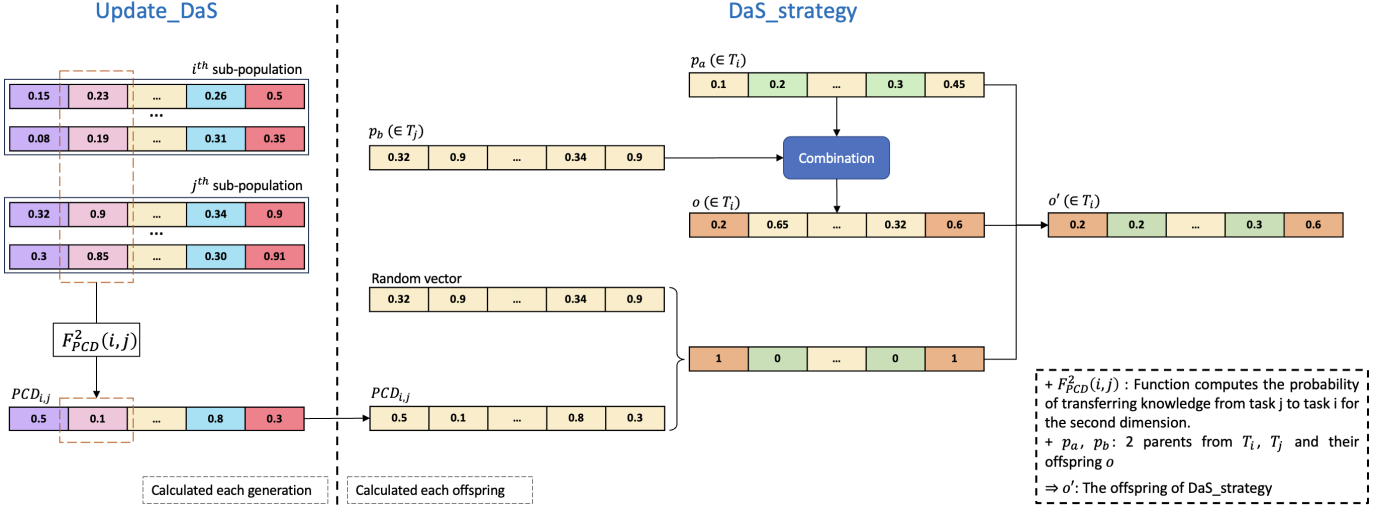 Update_DaS
DaS_strategy
i^th sub-population
0.15 0.23 ... 0.26 0.5
...
0.08 0.19 ... 0.31 0.35
j^th sub-population
0.32 0.9 ... 0.34 0.9
...
0.3 0.85 ... 0.30 0.91
F²_PCD(i,j)
PCD_i,j
0.5 0.1 ... 0.8 0.3
Calculated each generation
p_a (∈ T_i)
0.1 0.2 ... 0.3 0.45
p_b (∈ T_j)
0.32 0.9 ... 0.34 0.9
Combination
o (∈ T_i)
0.2 0.65 ... 0.32 0.6
o′ (∈ T_i)
0.2 0.2 ... 0.3 0.6
Random vector
0.32 0.9 ... 0.34 0.9
1 0 ... 0 1
PCD_i,j
0.5 0.1 ... 0.8 0.3
Calculated each offspring
+ F²_PCD(i,j) : Function computes the probability
of transferring knowledge from task j to task i for
the second dimension.
+ p_a, p_b: 2 parents from T_i, T_j and their
offspring o
⇒ o′: The offspring of DaS_strategy